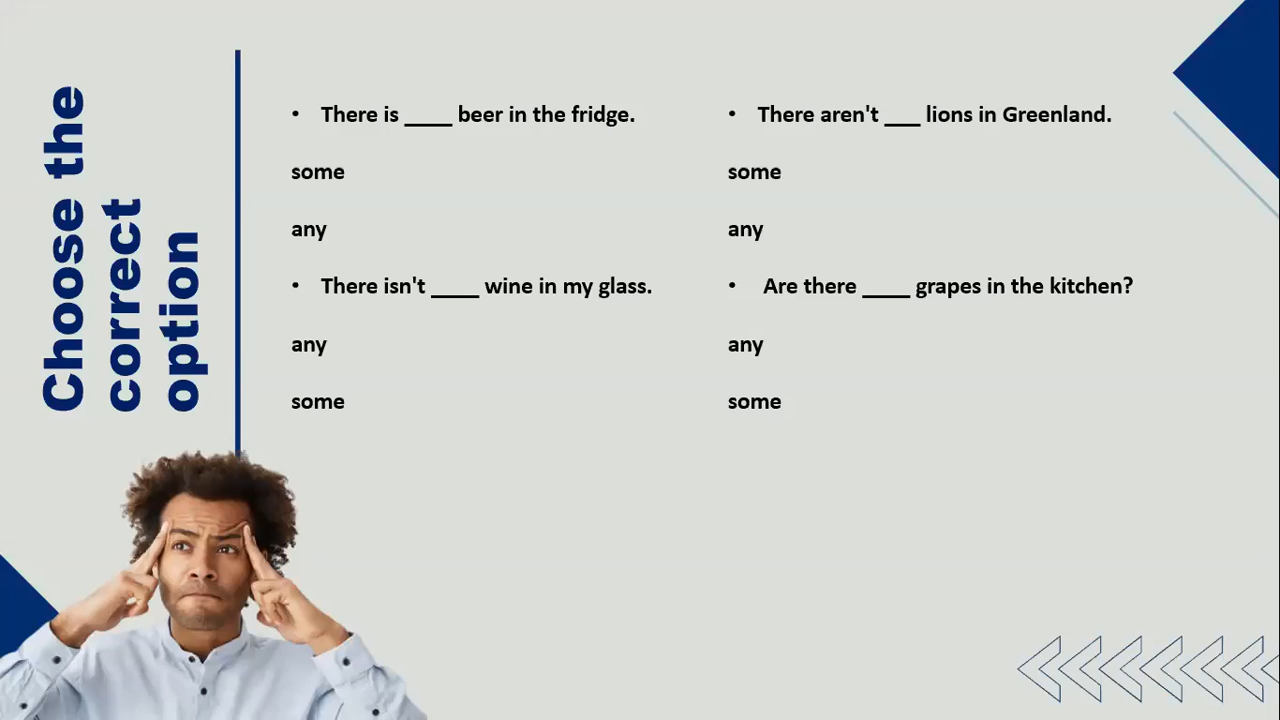 Choose the
correct
option
• There is ____ beer in the fridge.
some
any
• There isn't ____ wine in my glass.
any
some
• There aren't ___ lions in Greenland.
some
any
• Are there ____ grapes in the kitchen?
any
some